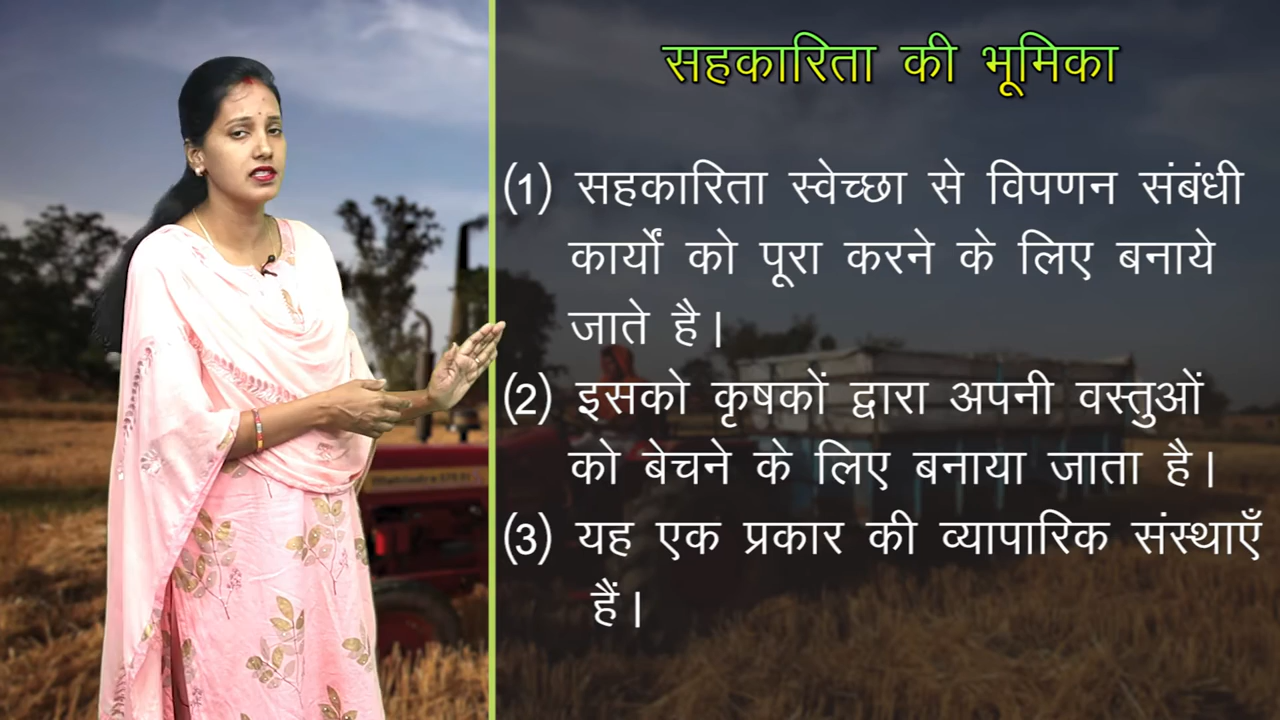 सहकारिता की भूमिका
(1) सहकारिता स्वेच्छा से विपणन संबंधी
कार्यों को पूरा करने के लिए बनाये
जाते है।
(2) इसको कृषकों द्वारा अपनी वस्तुओं
को बेचने के लिए बनाया जाता है।
(3) यह एक प्रकार की व्यापारिक संस्थाएँ
हैं।